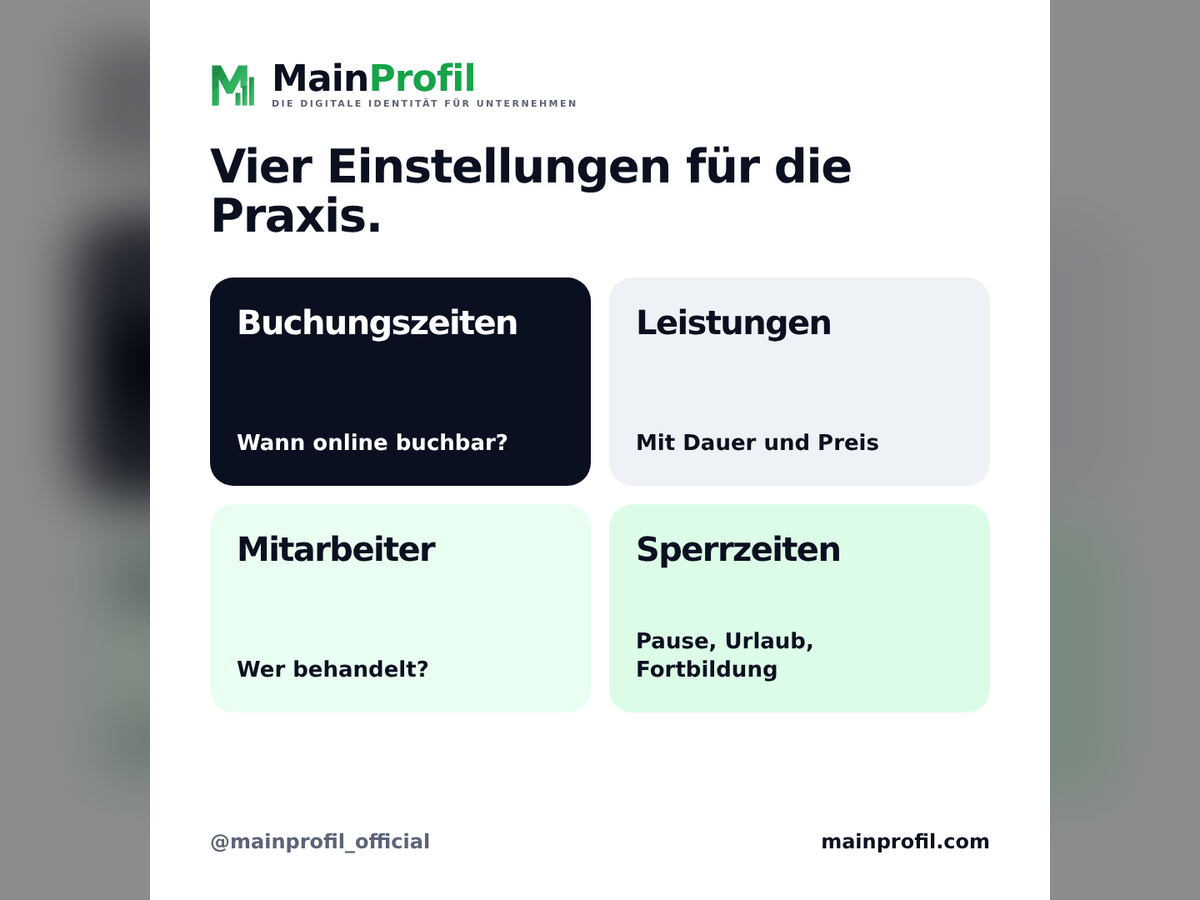 MainProfil
DIE DIGITALE IDENTITÄT FÜR UNTERNEHMEN
Vier Einstellungen für die
Praxis.
Buchungszeiten
Wann online buchbar?
Leistungen
Mit Dauer und Preis
Mitarbeiter
Wer behandelt?
Sperrzeiten
Pause, Urlaub,
Fortbildung
@mainprofil_official
mainprofil.com